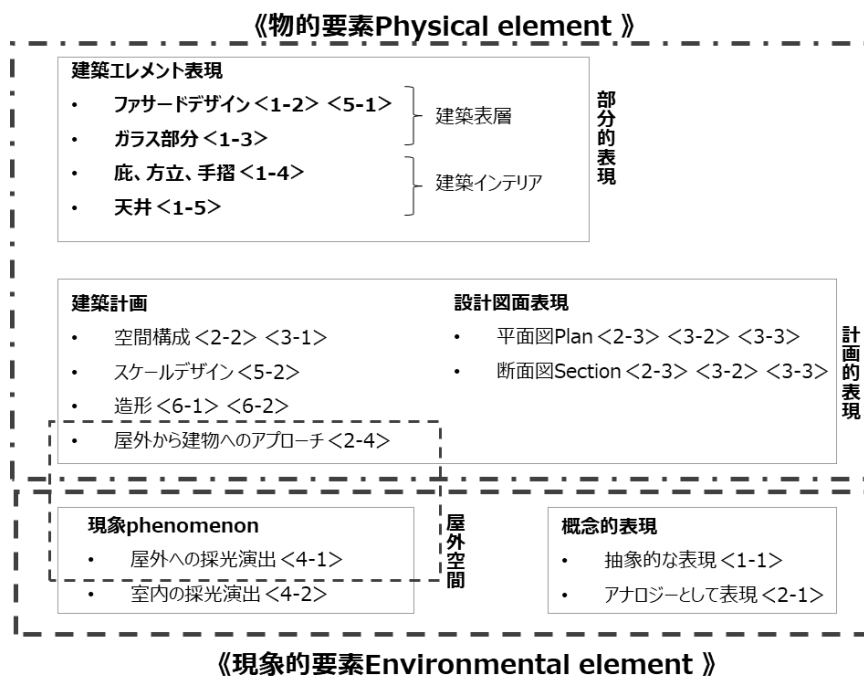 《物的要素Physical element 》
建築エレメント表現
• ファサードデザイン<1-2> <5-1>
• ガラス部分<1-3>
建築表層
• 庇、方立、手摺<1-4>
• 天井<1-5>
建築インテリア
部分的表現
建築計画
• 空間構成<2-2> <3-1>
• スケールデザイン<5-2>
• 造形<6-1> <6-2>
• 屋外から建物へのアプローチ<2-4>
設計図面表現
• 平面図Plan<2-3> <3-2> <3-3>
• 断面図Section<2-3> <3-2> <3-3>
計画的表現
現象phenomenon
• 屋外への採光演出<4-1>
• 室内の採光演出<4-2>
屋外空間
概念的表現
• 抽象的な表現<1-1>
• アナロジーとして表現<2-1>
《現象的要素Environmental element 》